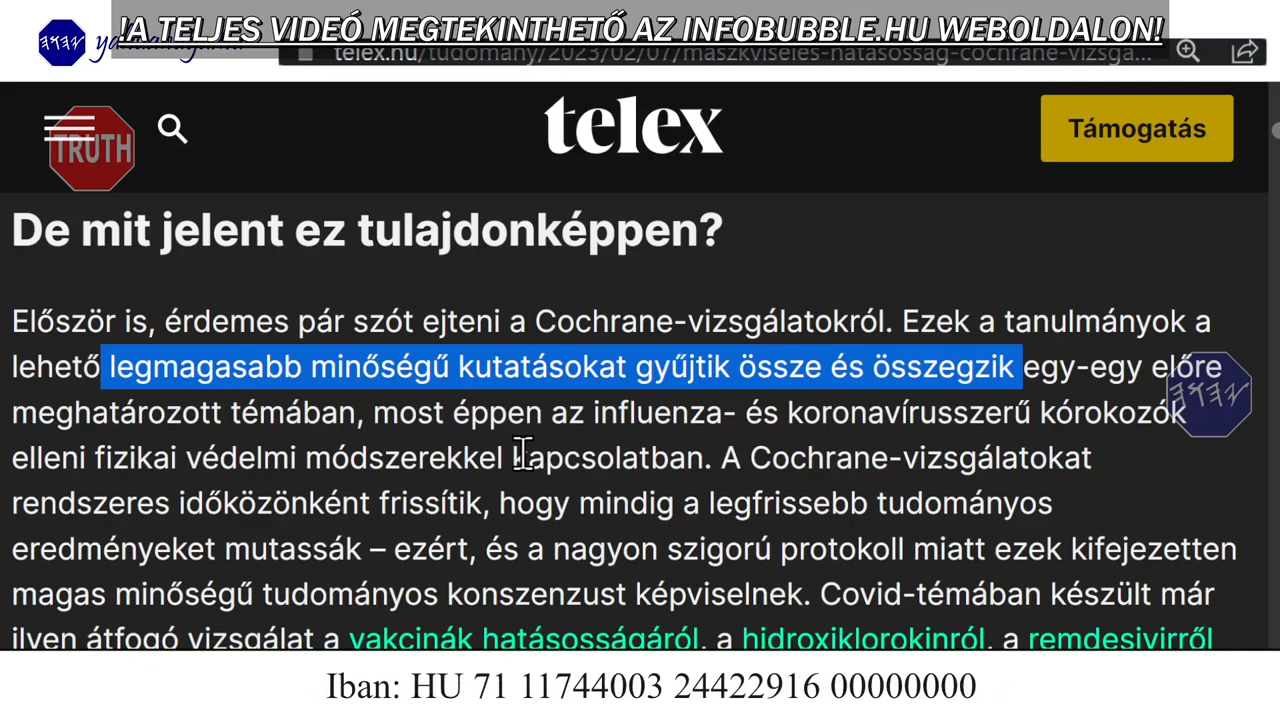 !A TELJES VIDEÓ MEGTEKINTHETŐ AZ INFOBUBBLE.HU WEBOLDALON!
telex.hu/tudomany/2023/02/07/maszkviseles-hatasossag-cochrane-vizsga...
TRUTH
telex
Támogatás
De mit jelent ez tulajdonképpen?
Először is, érdemes pár szót ejteni a Cochrane-vizsgálatokról. Ezek a tanulmányok a
lehető legmagasabb minőségű kutatásokat gyűjtik össze és összegzik egy-egy előre
meghatározott témában, most éppen az influenza- és koronavírusszerű kórokozók
elleni fizikai védelmi módszerekkel kapcsolatban. A Cochrane-vizsgálatokat
rendszeres időközönként frissítik, hogy mindig a legfrissebb tudományos
eredményeket mutassák – ezért, és a nagyon szigorú protokoll miatt ezek kifejezetten
magas minőségű tudományos konszenzust képviselnek. Covid-témában készült már
ilyen átfogó vizsgálat a vakcinák hatásosságáról, a hidroxiklorokinról, a remdesivirről
Iban: HU 71 11744003 24422916 00000000